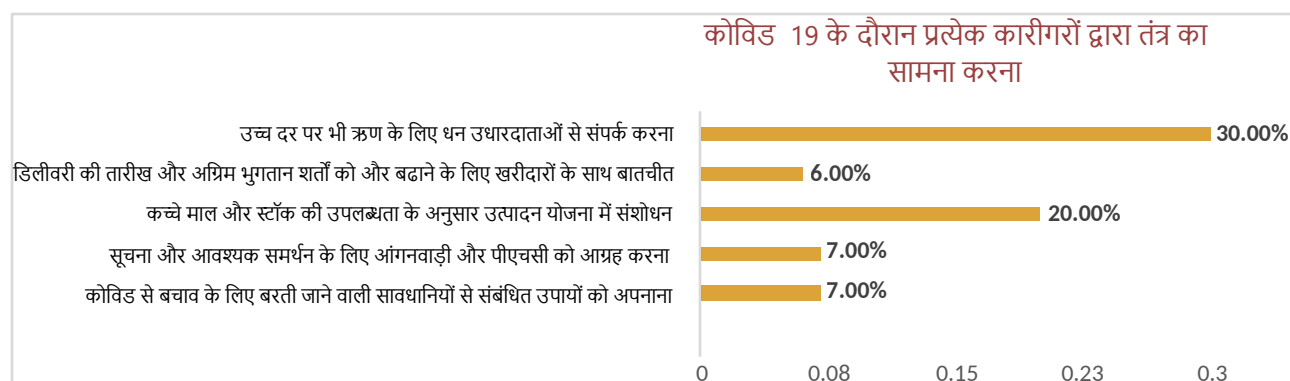 कोविड 19 के दौरान प्रत्येक कारीगरों द्वारा तंत्र का
सामना करना
उच्च दर पर भी ऋण के लिए धन उधारदाताओं से संपर्क करना 30.00%
डिलीवरी की तारीख और अग्रिम भुगतान शर्तों को और बढाने के लिए खरीदारों के साथ बातचीत 6.00%
कच्चे माल और स्टॉक की उपलब्धता के अनुसार उत्पादन योजना में संशोधन 20.00%
सूचना और आवश्यक समर्थन के लिए आंगनवाड़ी और पीएचसी को आग्रह करना 7.00%
कोविड से बचाव के लिए बरती जाने वाली सावधानियों से संबंधित उपायों को अपनाना 7.00%
0 0.08 0.15 0.23 0.3